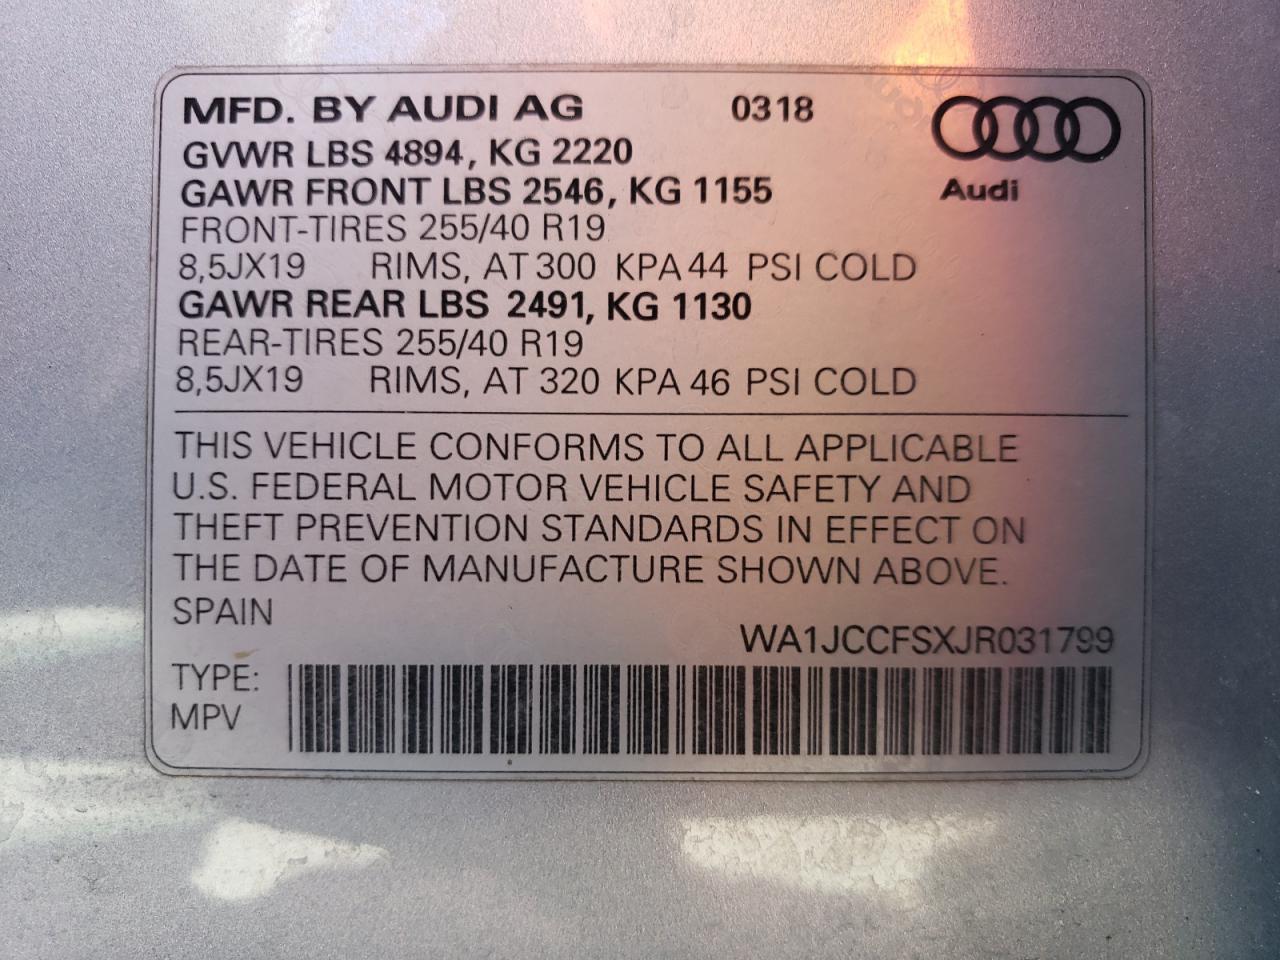 MFD. BY AUDI AG 0318
GVWR LBS 4894, KG 2220
GAWR FRONT LBS 2546, KG 1155
Audi
FRONT-TIRES 255/40 R19
8,5JX19 RIMS, AT 300 KPA 44 PSI COLD
GAWR REAR LBS 2491, KG 1130
REAR-TIRES 255/40 R19
8,5JX19 RIMS, AT 320 KPA 46 PSI COLD
THIS VEHICLE CONFORMS TO ALL APPLICABLE
U.S. FEDERAL MOTOR VEHICLE SAFETY AND
THEFT PREVENTION STANDARDS IN EFFECT ON
THE DATE OF MANUFACTURE SHOWN ABOVE.
SPAIN
WA1JCCFSXJR031799
TYPE:
MPV